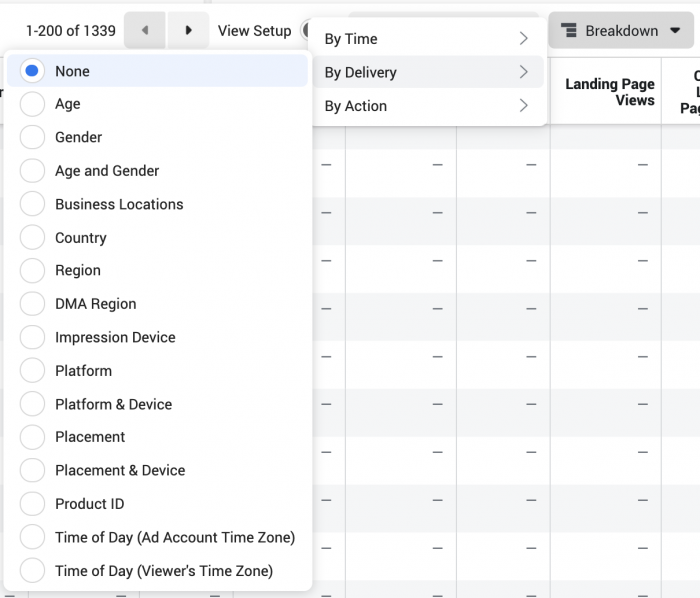 1-200 of 1339
View Setup
Breakdown
By Time
By Delivery
By Action
Landing Page
Views
None
Age
Gender
Age and Gender
Business Locations
Country
Region
DMA Region
Impression Device
Platform
Platform & Device
Placement
Placement & Device
Product ID
Time of Day (Ad Account Time Zone)
Time of Day (Viewer's Time Zone)